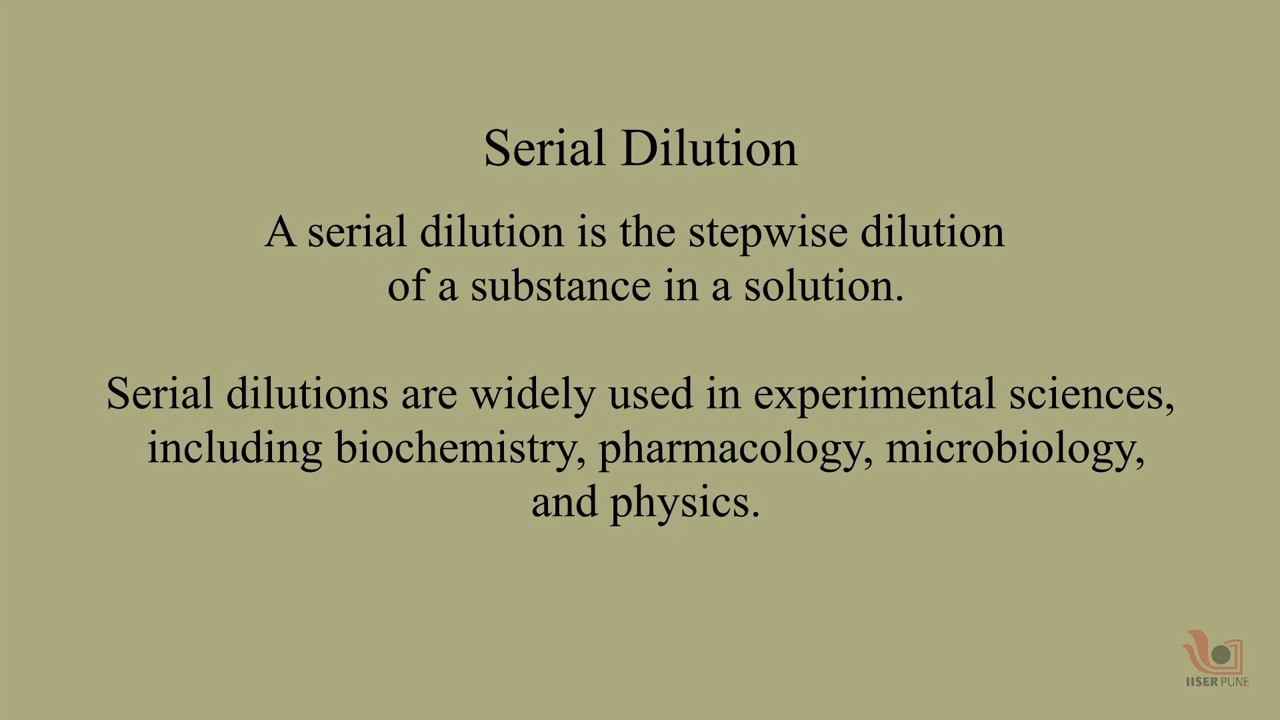 Serial Dilution
A serial dilution is the stepwise dilution
of a substance in a solution.
Serial dilutions are widely used in experimental sciences,
including biochemistry, pharmacology, microbiology,
and physics.
IISER PUNE